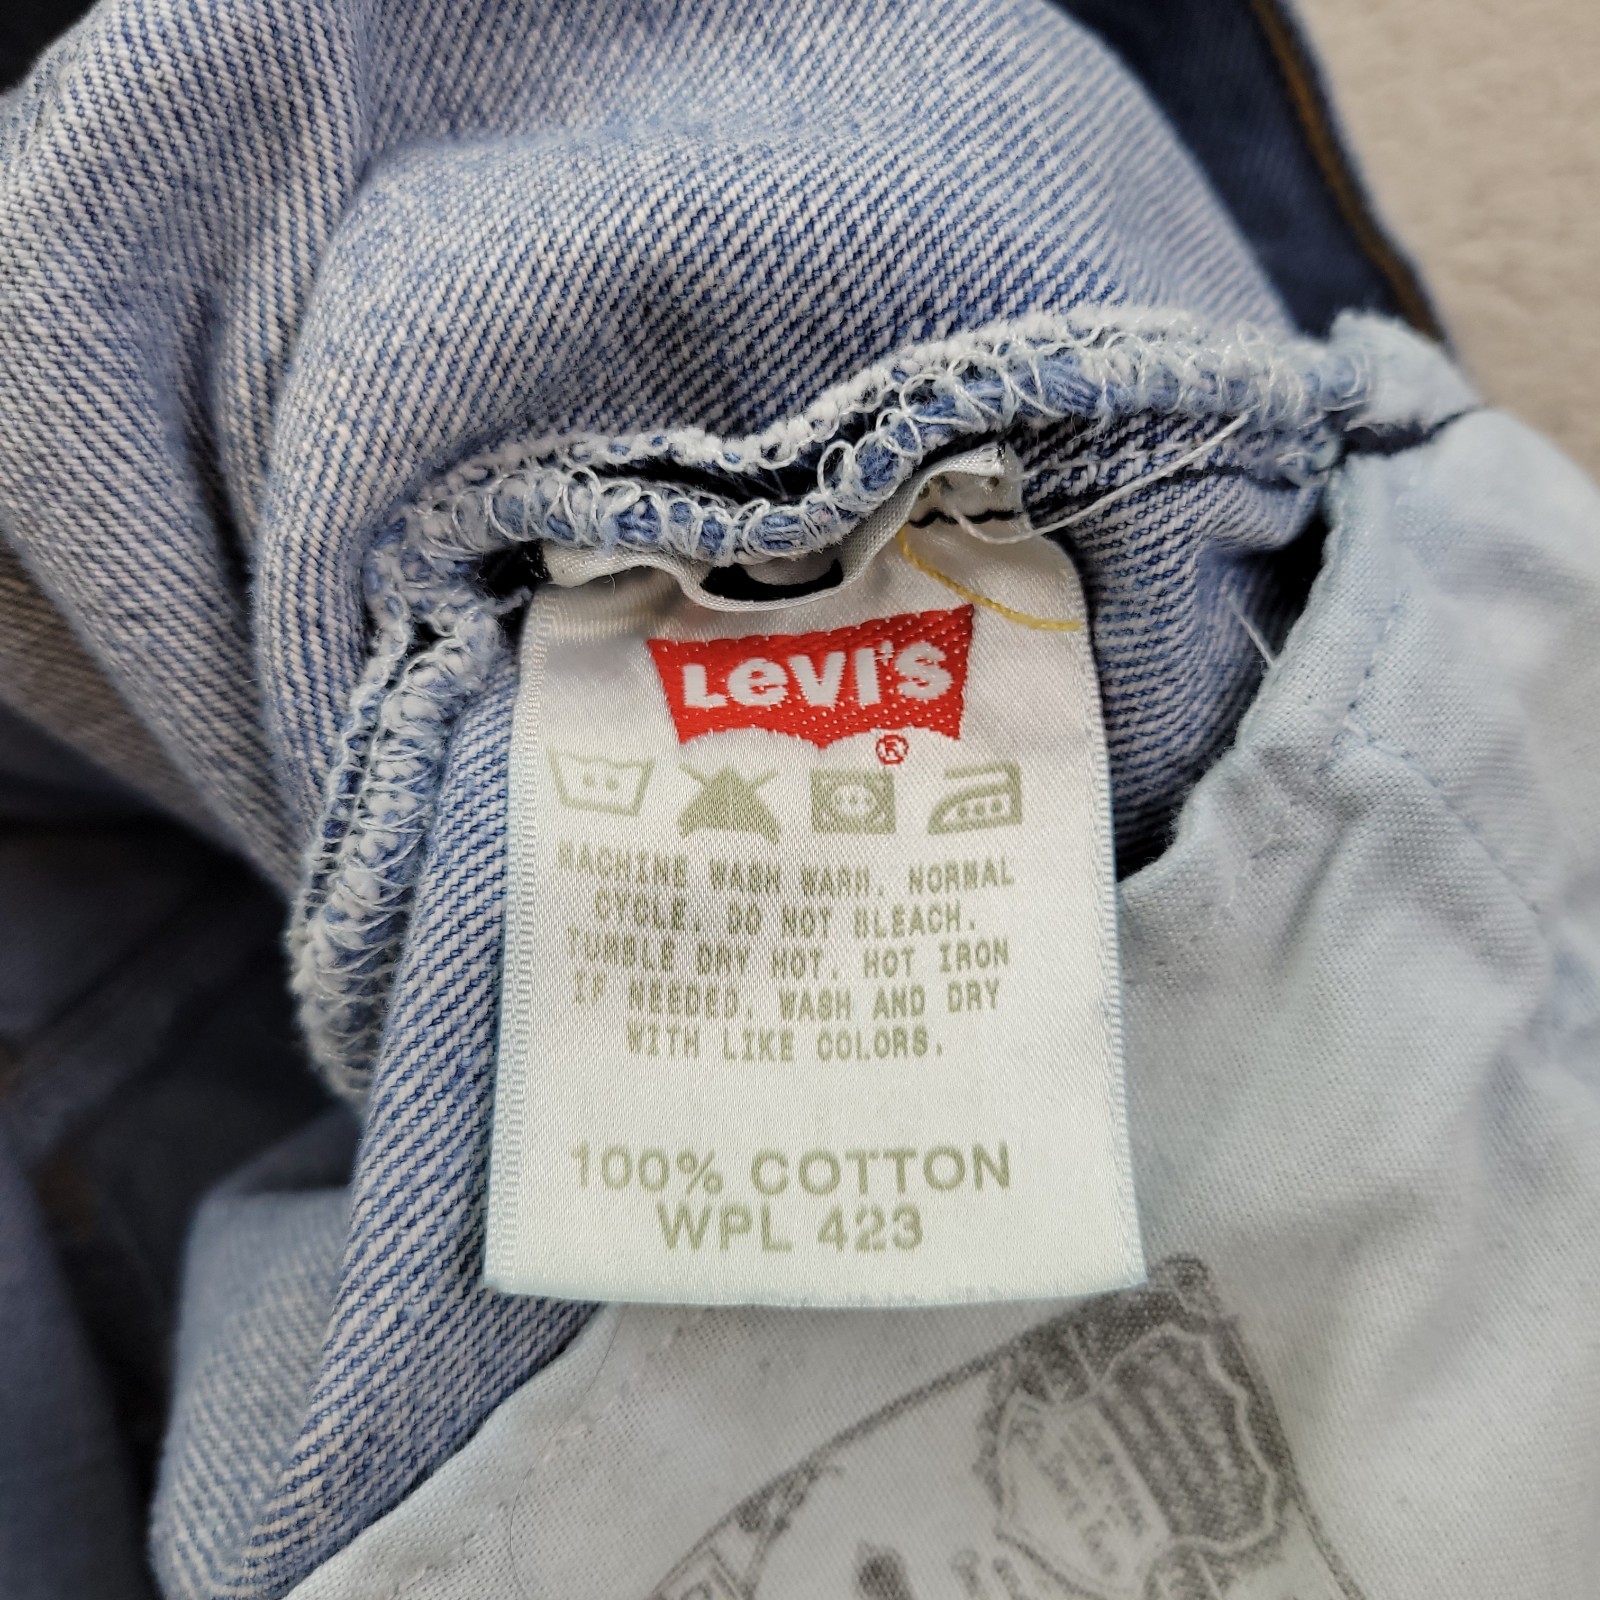 Levi's
®
MACHINE WASH WARM. NORMAL
CYCLE. DO NOT BLEACH.
TUMBLE DRY HOT. HOT IRON
IF NEEDED. WASH AND DRY
WITH LIKE COLORS.
100% COTTON
WPL 423